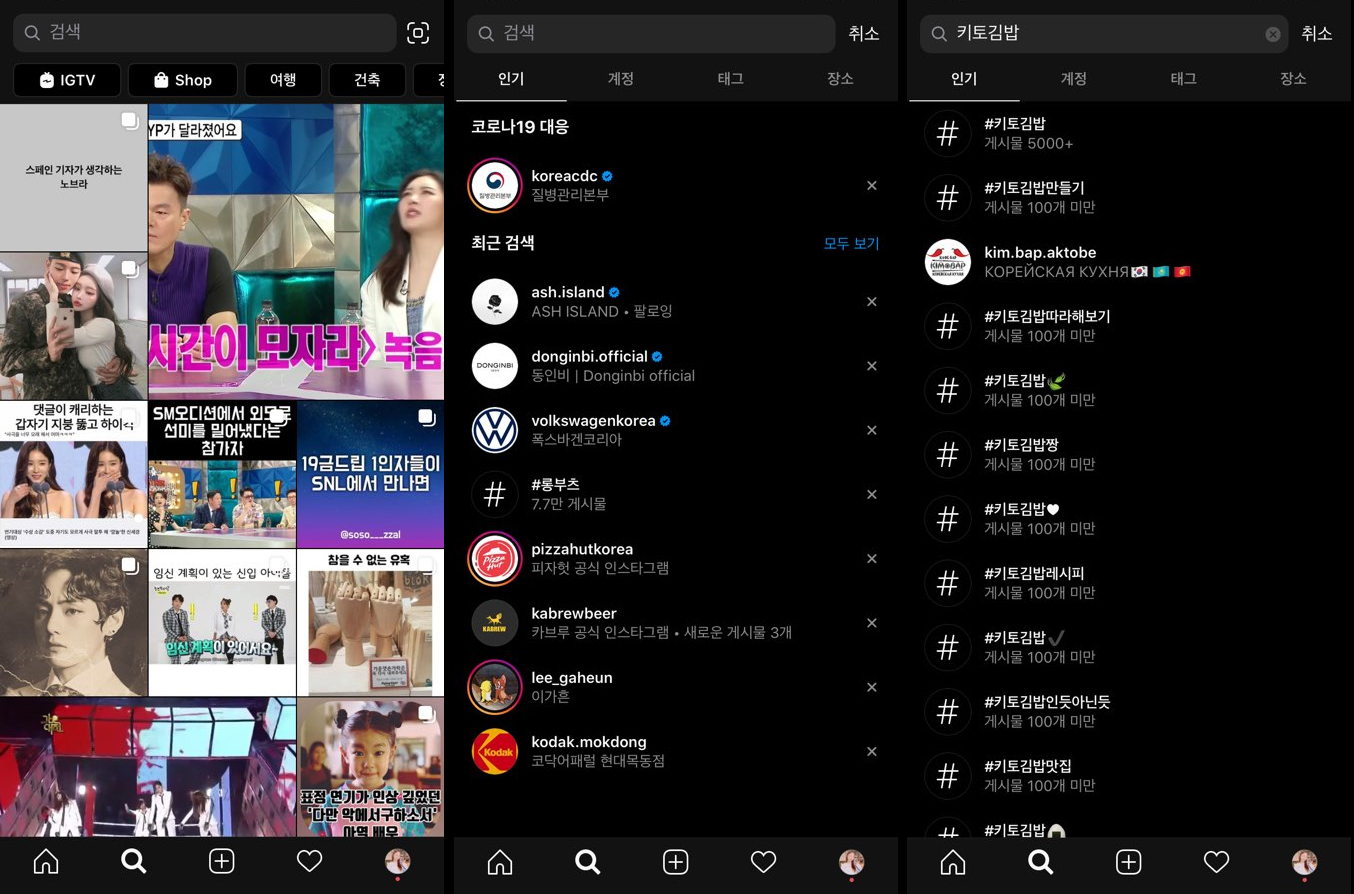 검색
IGTV
Shop
여행
건축
스페인 기자가 생각하는
노브라
YP가 달라졌어요
시간이 모자라〉 녹음
댓글이 캐리하는
갑자기 지붕 뚫고 하이
SM오디션에서 외모로
선미를 밀어냈다는
참가자
19금드립 1인자들이
SNL에서 만나면
@soso___zzal
임신 계획이 있는 신입
임신 계획이 있어서요~
참을 수 없는 유혹
표정 연기가 인상 깊었던
'다만 악에서구하소서'
아역 배우
검색
취소
인기
계정
태그
장소
코로나19 대응
질병관리본부
koreacdc
질병관리본부
최근 검색
모두 보기
ash.island
ASH ISLAND • 팔로잉
DONGINBI
donginbi.official
동인비 | Donginbi official
volkswagenkorea
폭스바겐코리아
#롱부츠
7.7만 게시물
Pizza Hut
pizzahutkorea
피자헛 공식 인스타그램
KABREW
kabrewbeer
카브루 공식 인스타그램 • 새로운 게시물 3개
lee_gaheun
이가흔
Kodak
kodak.mokdong
코닥어패럴 현대목동점
키토김밥
취소
인기
계정
태그
장소
#키토김밥
게시물 5000+
#키토김밥만들기
게시물 100개 미만
KIMBAP
kim.bap.aktobe
КОРЕЙСКАЯ КУХНЯ🇰🇷 🇰🇿 🇰🇬
#키토김밥따라해보기
게시물 100개 미만
#키토김밥🌿
게시물 100개 미만
#키토김밥짱
게시물 100개 미만
#키토김밥♥
게시물 100개 미만
#키토김밥레시피
게시물 100개 미만
#키토김밥✔
게시물 100개 미만
#키토김밥인듯아닌듯
게시물 100개 미만
#키토김밥맛집
게시물 100개 미만
#키토김밥🍙